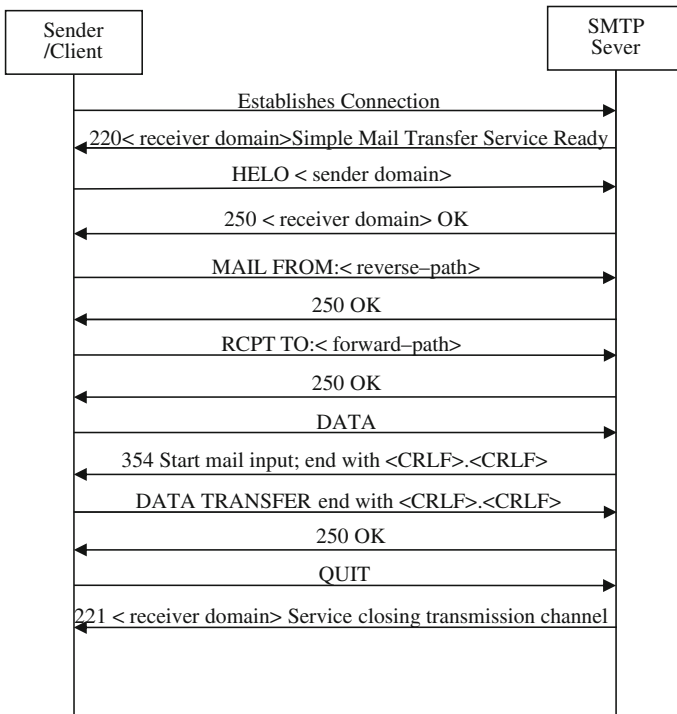 Sender
/Client
SMTP
Sever
Establishes Connection
220< receiver domain>Simple Mail Transfer Service Ready
HELO < sender domain>
250 < receiver domain> OK
MAIL FROM:< reverse–path>
250 OK
RCPT TO:< forward–path>
250 OK
DATA
354 Start mail input; end with <CRLF>.<CRLF>
DATA TRANSFER end with <CRLF>.<CRLF>
250 OK
QUIT
221 < receiver domain> Service closing transmission channel